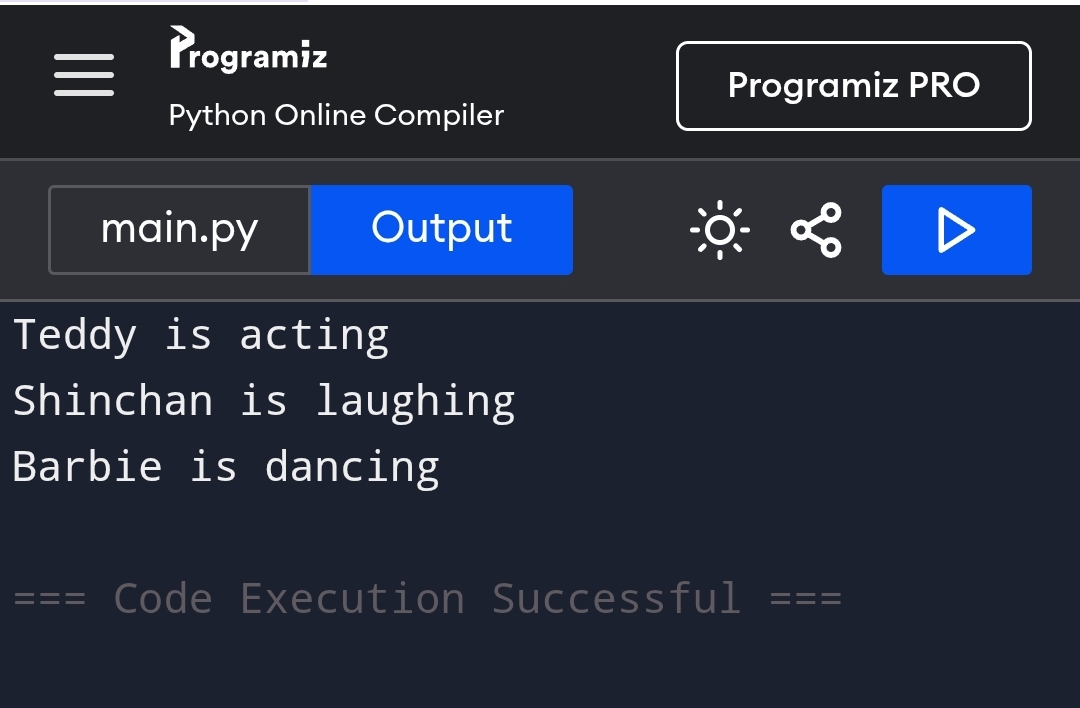 Programiz
Python Online Compiler
Programiz PRO
main.py
Output
Teddy is acting
Shinchan is laughing
Barbie is dancing
=== Code Execution Successful ===